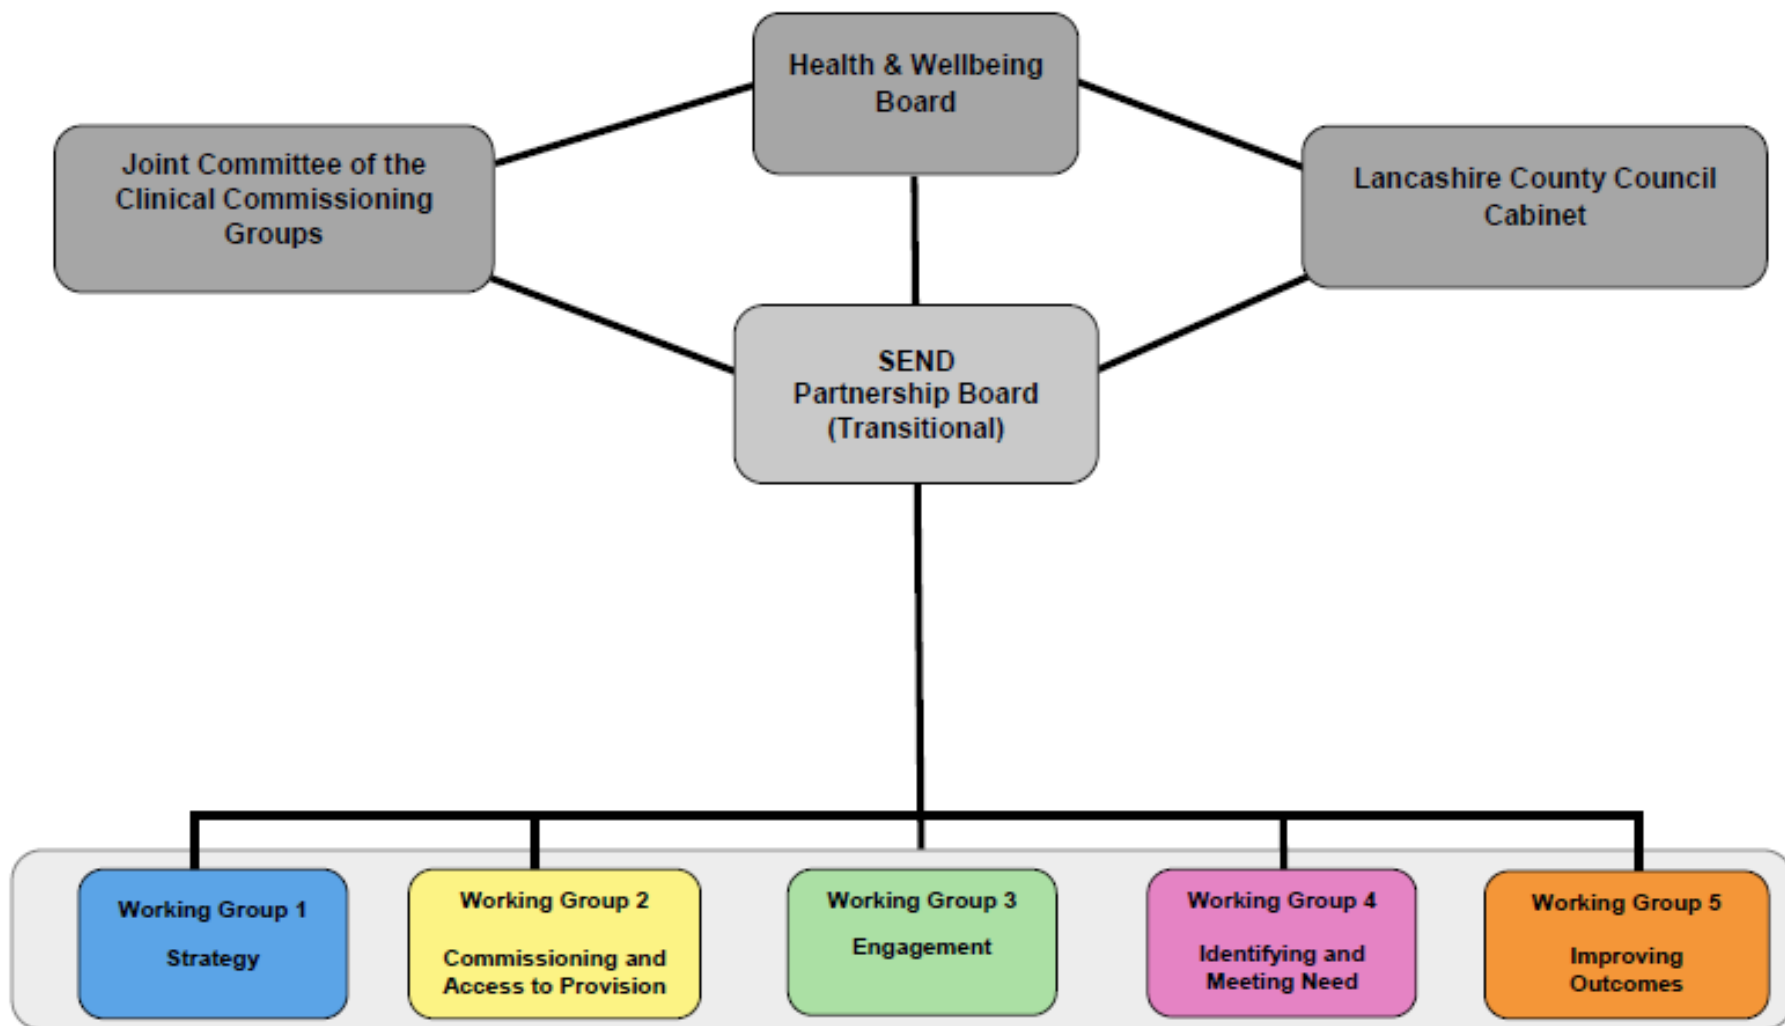 Health & Wellbeing
Board
Joint Committee of the
Clinical Commissioning
Groups
Lancashire County Council
Cabinet
SEND
Partnership Board
(Transitional)
Working Group 1
Strategy
Working Group 2
Commissioning and
Access to Provision
Working Group 3
Engagement
Working Group 4
Identifying and
Meeting Need
Working Group 5
Improving
Outcomes